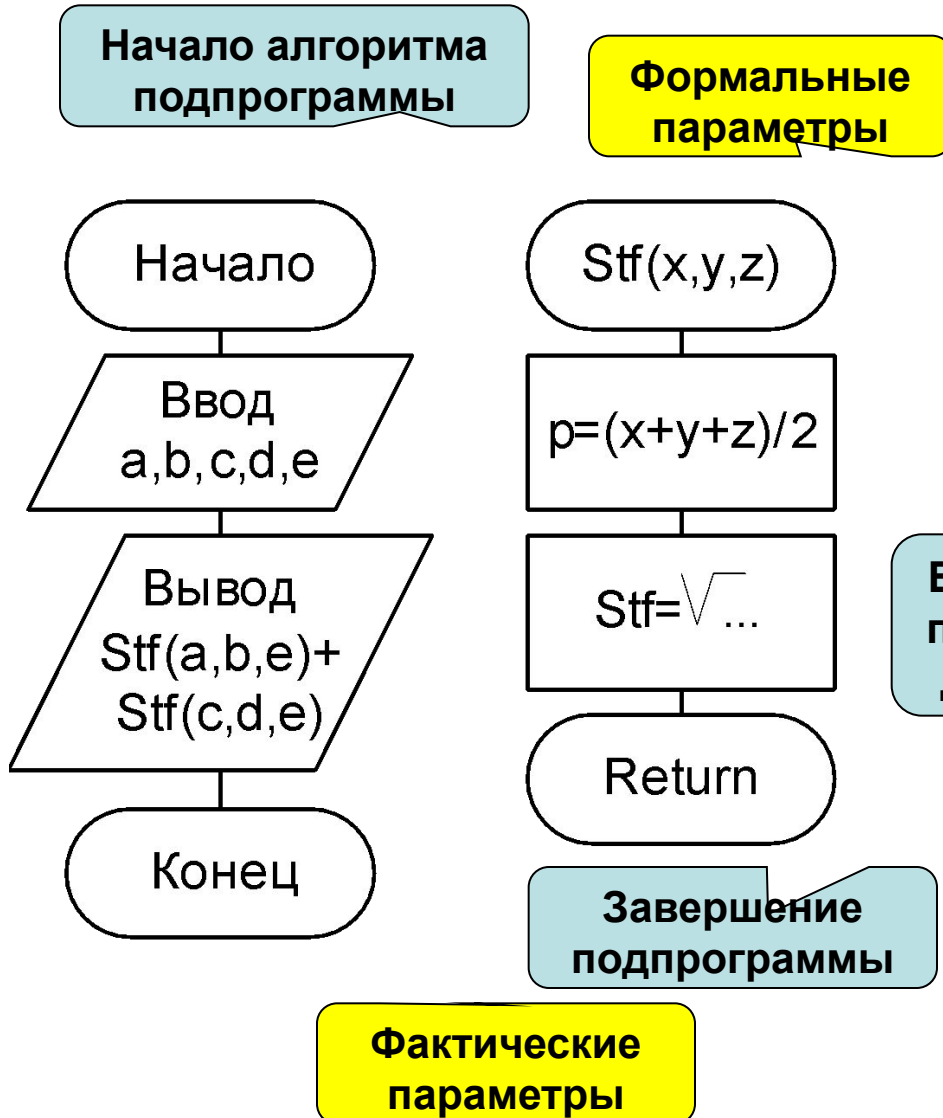 Начало алгоритма
подпрограммы
Формальные
параметры
Начало
Ввод
a,b,c,d,e
Вывод
Stf(a,b,e)+
Stf(c,d,e)
Конец
Stf(x,y,z)
p=(x+y+z)/2
Stf=√...
Return
Завершение
подпрограммы
Фактические
параметры